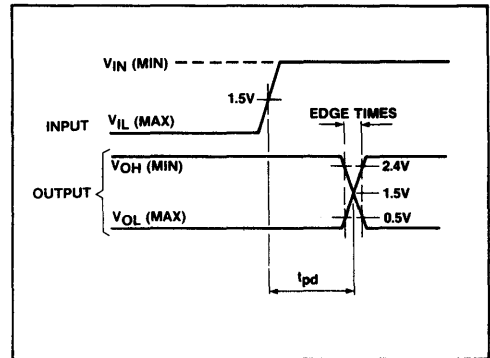 VIN (MIN)
1.5V
EDGE TIMES
INPUT
VIL (MAX)
VOH (MIN)
2.4V
OUTPUT
1.5V
VOL (MAX)
0.5V
tpd